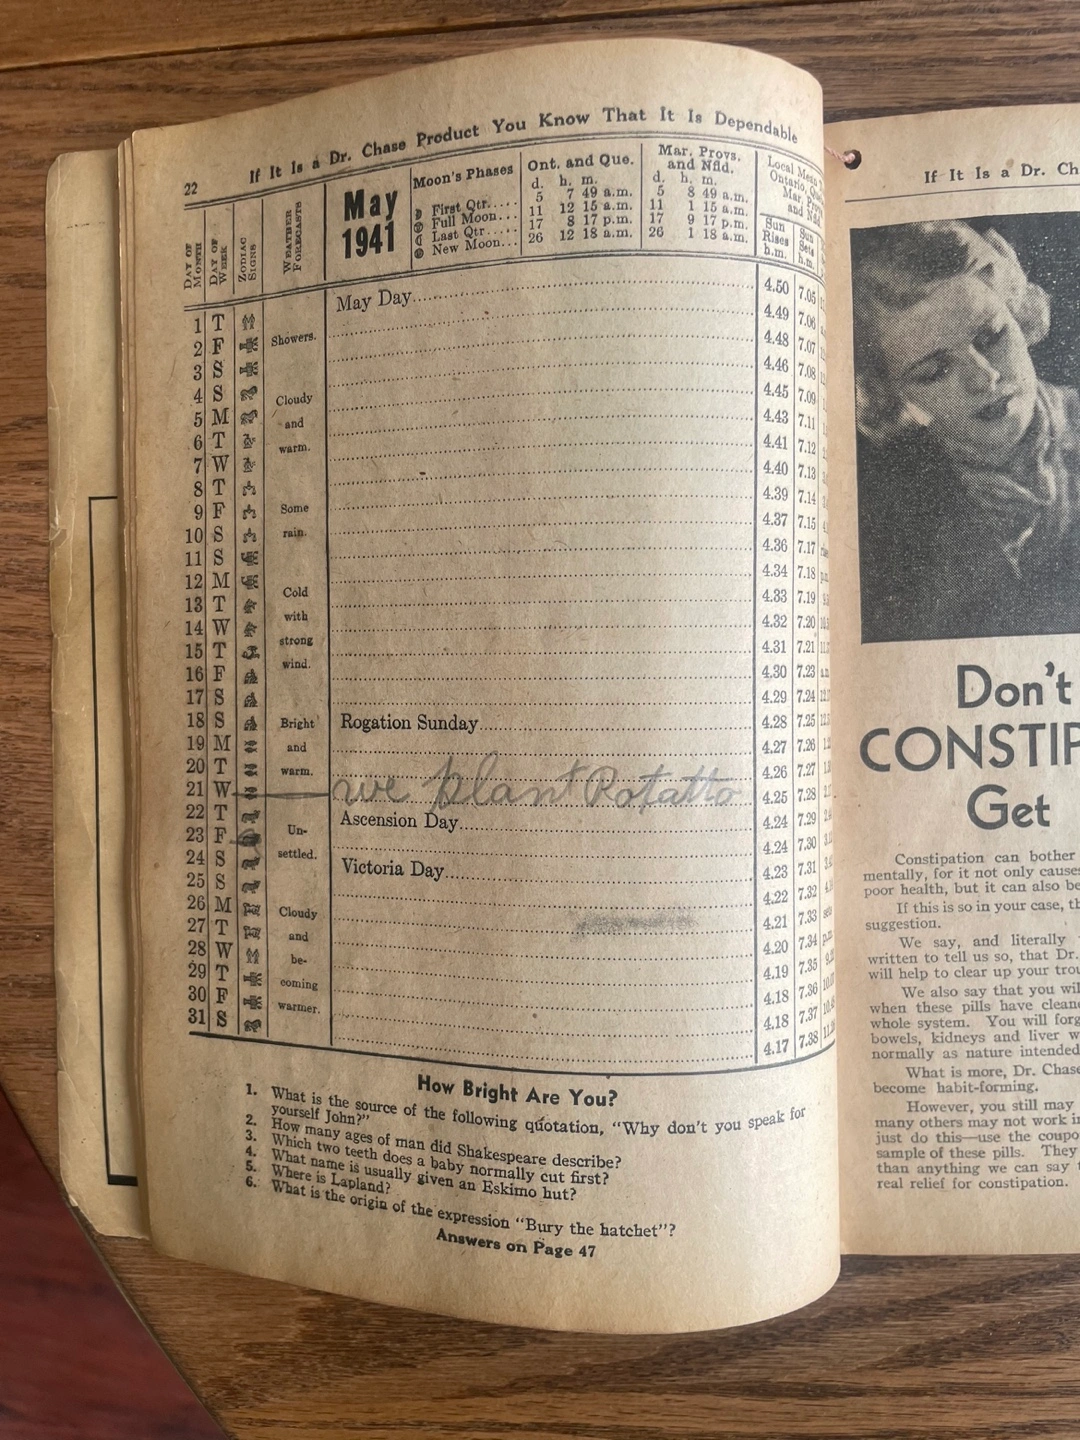 22
If It Is a Dr. Chase Product You Know That It Is Dependable
DAY OF MONTH
DAY OF WEEK
ZODIAC SIGNS
WEATHER FORECASTS
May 1941
Moon's Phases
First Qtr.....
Full Moon...
Last Qtr....
New Moon...
Ont. and Que.
d. h. m.
5 7 49 a.m.
11 12 15 a.m.
17 8 17 p.m.
26 12 18 a.m.
Mar. Provs. and Nfld.
d. h. m.
5 8 49 a.m.
11 1 15 a.m.
17 9 17 p.m.
26 1 18 a.m.
Local Mean
Ontario,
Mar.
and Nfld.
Sun Rises h.m.
Sun Sets h.m.
1 T May Day 4.50 7.05
2 F Showers. 4.49 7.06
3 S 4.48 7.07
4 S Cloudy 4.46 7.08
5 M and 4.45 7.09
6 T warm. 4.43 7.11
7 W 4.41 7.12
8 T 4.40 7.13
9 F Some 4.39 7.14
10 S rain. 4.37 7.15
11 S 4.36 7.17
12 M Cold 4.34 7.18
13 T with 4.33 7.19
14 W strong 4.32 7.20
15 T wind. 4.31 7.21
16 F 4.30 7.23
17 S 4.29 7.24
18 S Bright Rogation Sunday 4.28 7.25
19 M and 4.27 7.26
20 T warm. 4.26 7.27
21 W we plant Potatto 4.25 7.28
22 T Ascension Day 4.24 7.29
23 F Un- 4.24 7.30
24 S settled. Victoria Day 4.23 7.31
25 S 4.22 7.32
26 M Cloudy 4.21 7.33
27 T and 4.20 7.34
28 W be- 4.19 7.35
29 T coming 4.18 7.36
30 F warmer. 4.18 7.37
31 S 4.17 7.38
How Bright Are You?
1. What is the source of the following quotation, "Why don't you speak for
yourself John?"
2. How many ages of man did Shakespeare describe?
3. Which two teeth does a baby normally cut first?
4. What name is usually given an Eskimo hut?
5. Where is Lapland?
6. What is the origin of the expression "Bury the hatchet"?
Answers on Page 47
If It Is a Dr. Ch
Don't
CONSTIP
Get
Constipation can bother
mentally, for it not only causes
poor health, but it can also be
If this is so in your case, th
suggestion.
We say, and literally
written to tell us so, that Dr.
will help to clear up your trou
We also say that you wil
when these pills have clean
whole system. You will forg
bowels, kidneys and liver w
normally as nature intended
What is more, Dr. Chase
become habit-forming.
However, you still may
many others may not work in
just do this—use the coupo
sample of these pills. They
than anything we can say
real relief for constipation.